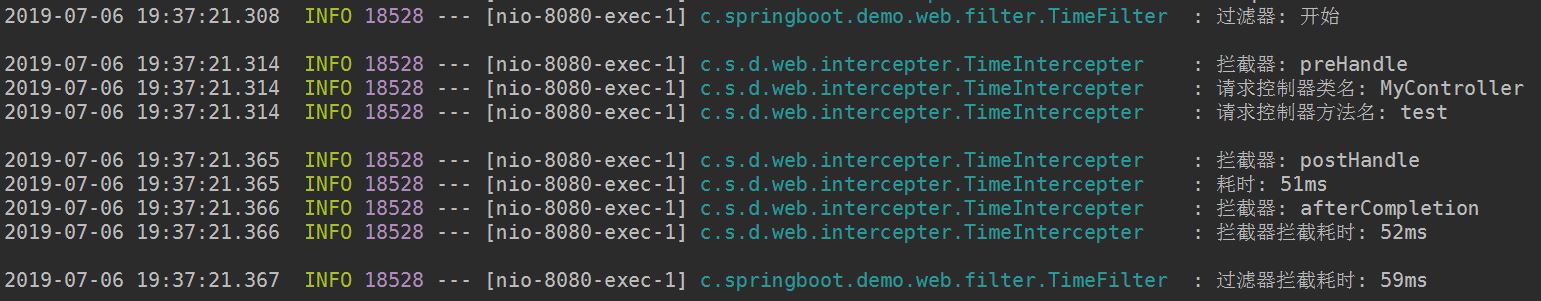 2019-07-06 19:37:21.308  INFO 18528 --- [nio-8080-exec-1] c.springboot.demo.web.filter.TimeFilter  : 过滤器: 开始
2019-07-06 19:37:21.314  INFO 18528 --- [nio-8080-exec-1] c.s.d.web.intercepter.TimeIntercepter    : 拦截器: preHandle
2019-07-06 19:37:21.314  INFO 18528 --- [nio-8080-exec-1] c.s.d.web.intercepter.TimeIntercepter    : 请求控制器类名: MyController
2019-07-06 19:37:21.314  INFO 18528 --- [nio-8080-exec-1] c.s.d.web.intercepter.TimeIntercepter    : 请求控制器方法名: test
2019-07-06 19:37:21.365  INFO 18528 --- [nio-8080-exec-1] c.s.d.web.intercepter.TimeIntercepter    : 拦截器: postHandle
2019-07-06 19:37:21.365  INFO 18528 --- [nio-8080-exec-1] c.s.d.web.intercepter.TimeIntercepter    : 耗时: 51ms
2019-07-06 19:37:21.366  INFO 18528 --- [nio-8080-exec-1] c.s.d.web.intercepter.TimeIntercepter    : 拦截器: afterCompletion
2019-07-06 19:37:21.366  INFO 18528 --- [nio-8080-exec-1] c.s.d.web.intercepter.TimeIntercepter    : 拦截器拦截耗时: 52ms
2019-07-06 19:37:21.367  INFO 18528 --- [nio-8080-exec-1] c.springboot.demo.web.filter.TimeFilter  : 过滤器拦截耗时: 59ms